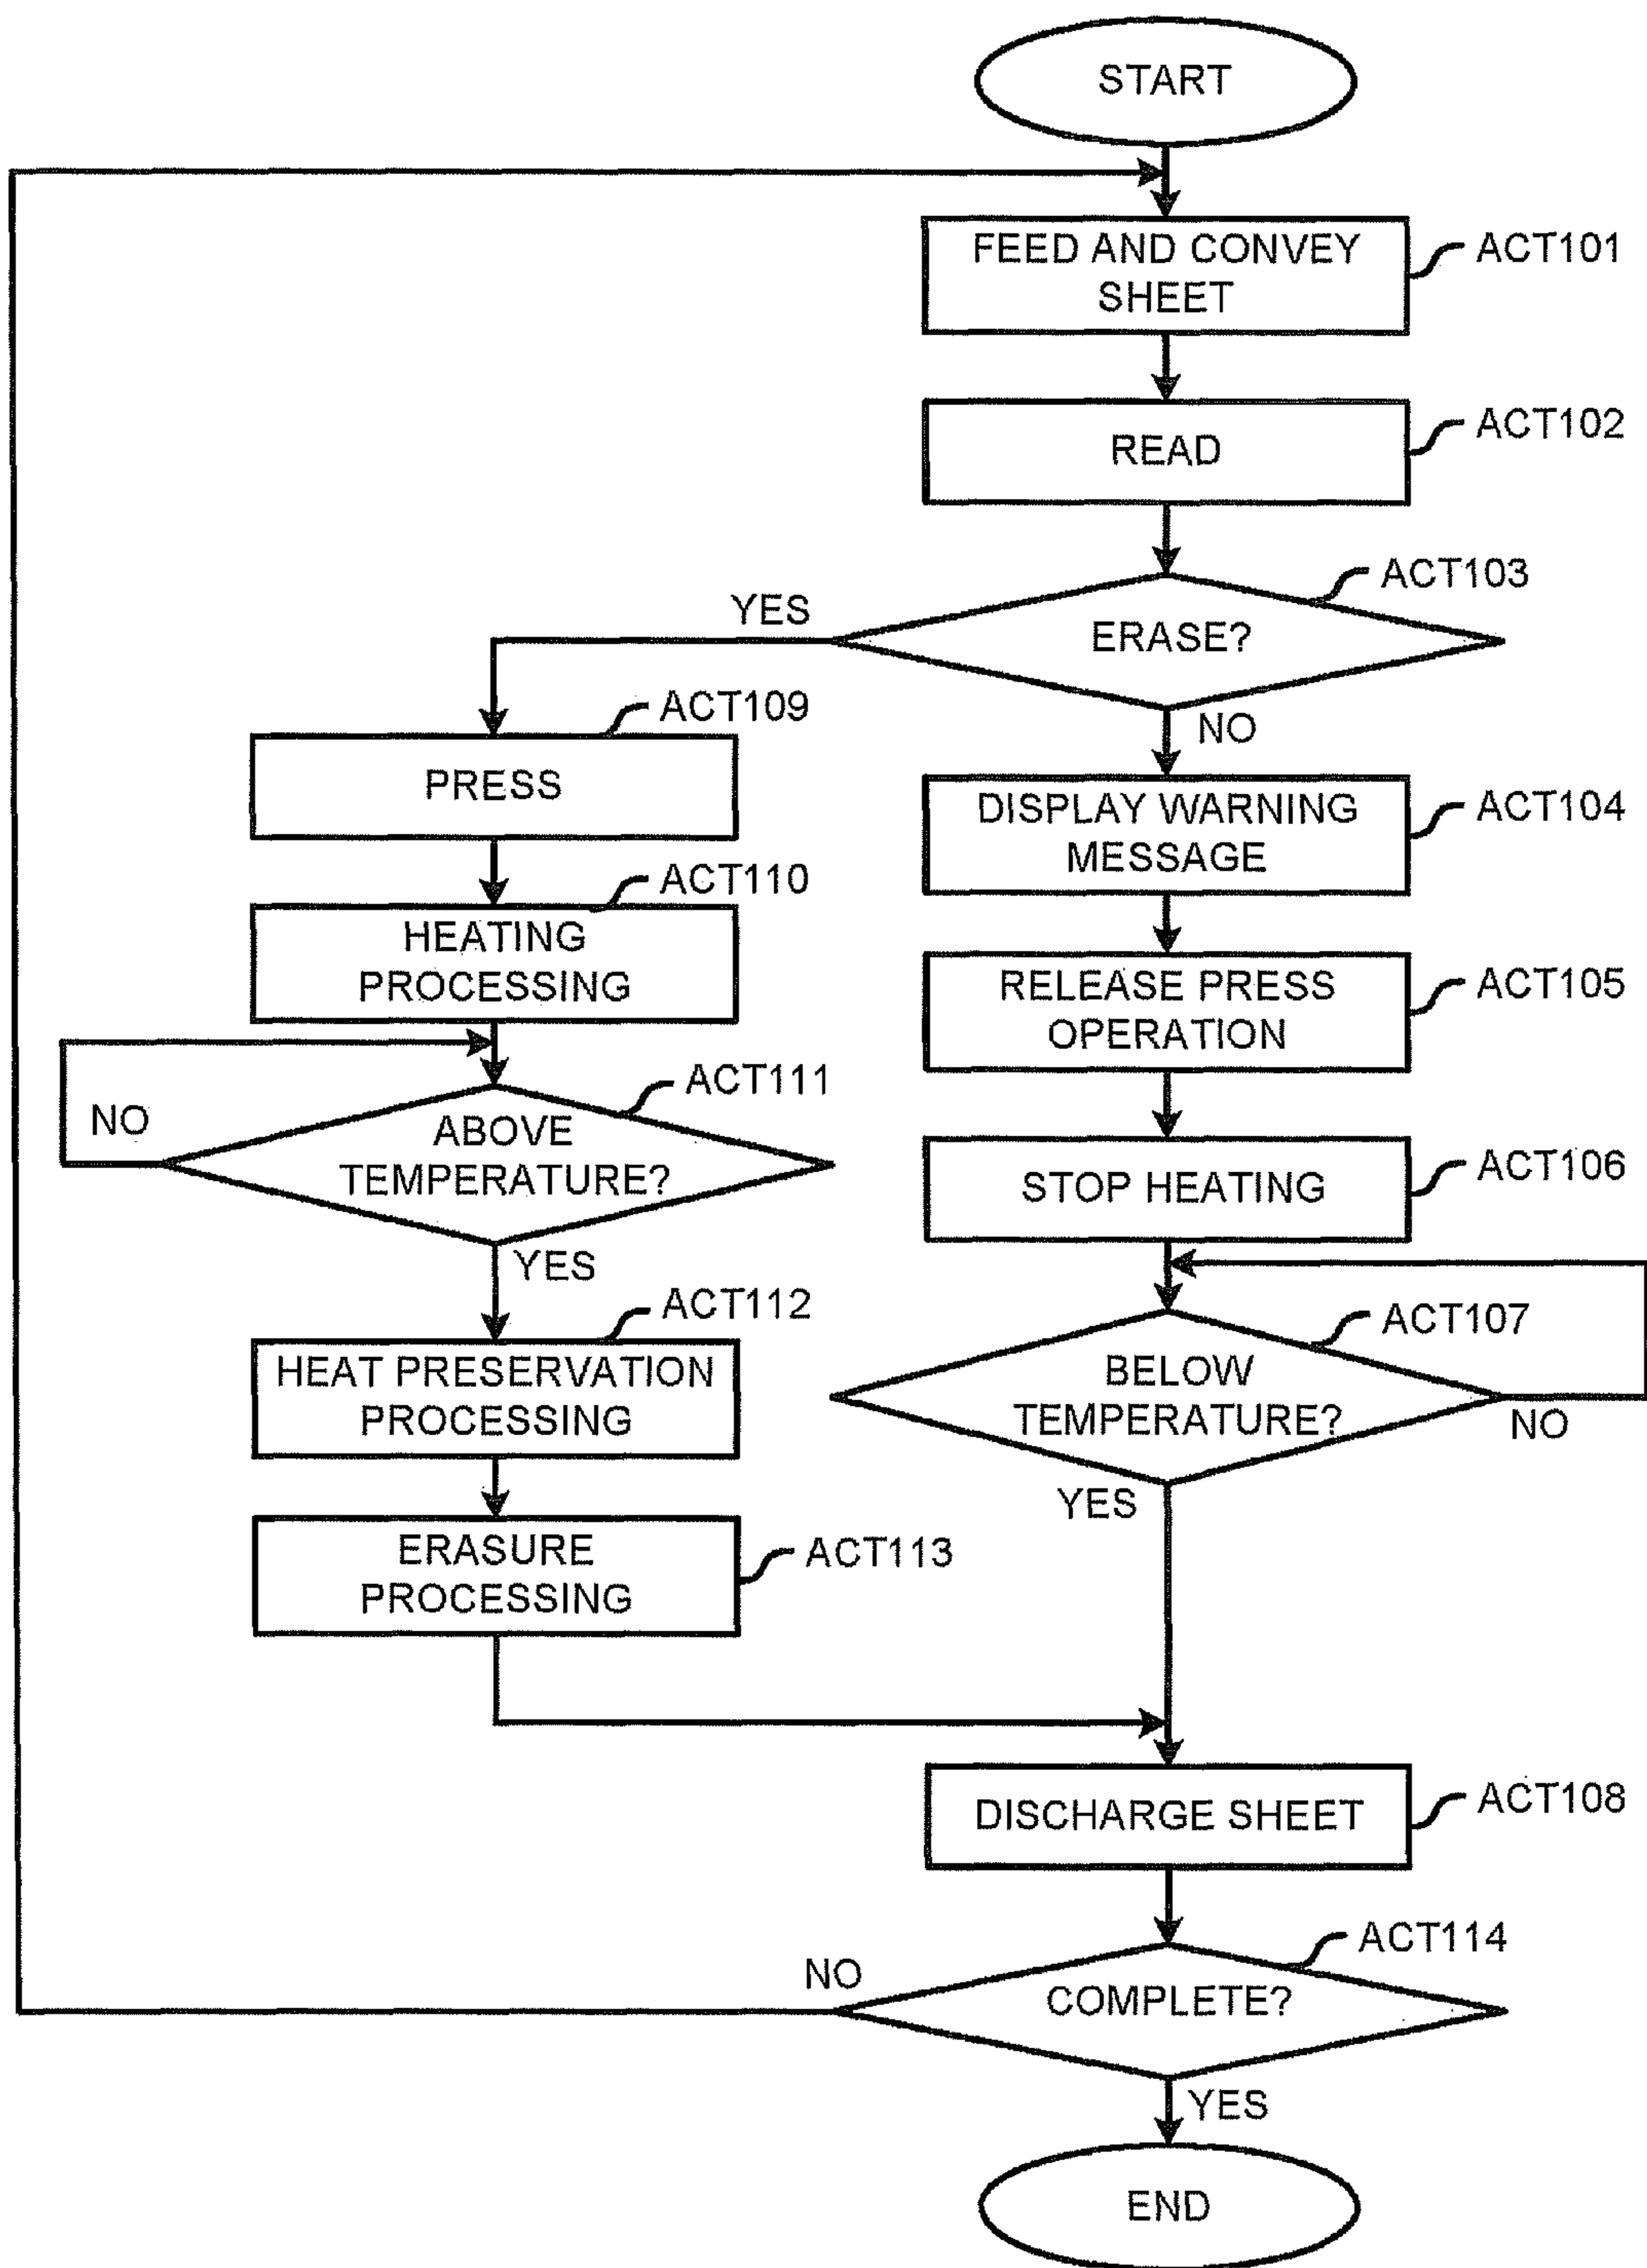 START
FEED AND CONVEY
SHEET
ACT101
READ
ACT102
ACT103
ERASE?
YES
NO
ACT109
PRESS
ACT110
HEATING
PROCESSING
ACT111
ABOVE
TEMPERATURE?
NO
YES
ACT112
HEAT PRESERVATION
PROCESSING
ERASURE
PROCESSING
ACT113
DISPLAY WARNING
MESSAGE
ACT104
RELEASE PRESS
OPERATION
ACT105
STOP HEATING
ACT106
ACT107
BELOW
TEMPERATURE?
NO
YES
DISCHARGE SHEET
ACT108
ACT114
COMPLETE?
NO
YES
END